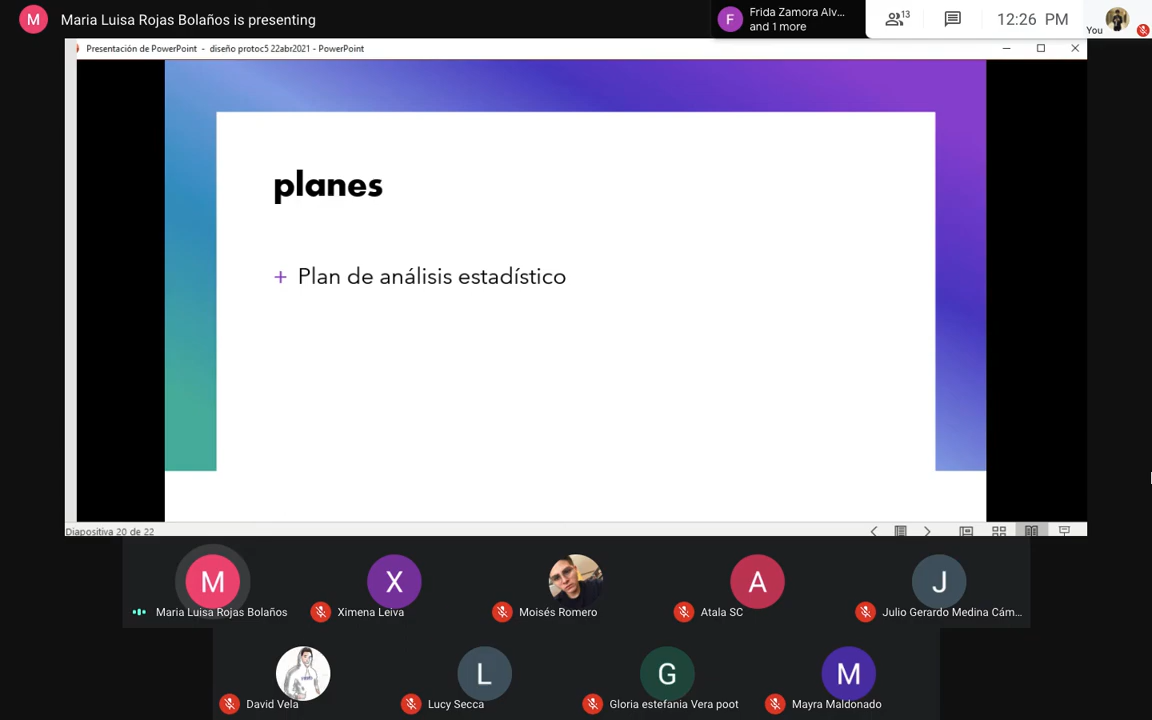 M Maria Luisa Rojas Bolaños is presenting
F Frida Zamora Alv...
and 1 more
13
12:26 PM
You
Presentación de PowerPoint - diseño protoc5 22abr2021 - PowerPoint
planes
+ Plan de análisis estadístico
Diapositiva 20 de 22
M
X
A
J
Maria Luisa Rojas Bolaños
Ximena Leiva
Moisés Romero
Atala SC
Julio Gerardo Medina Cám...
L
G
M
David Vela
Lucy Secca
Gloria estefania Vera poot
Mayra Maldonado